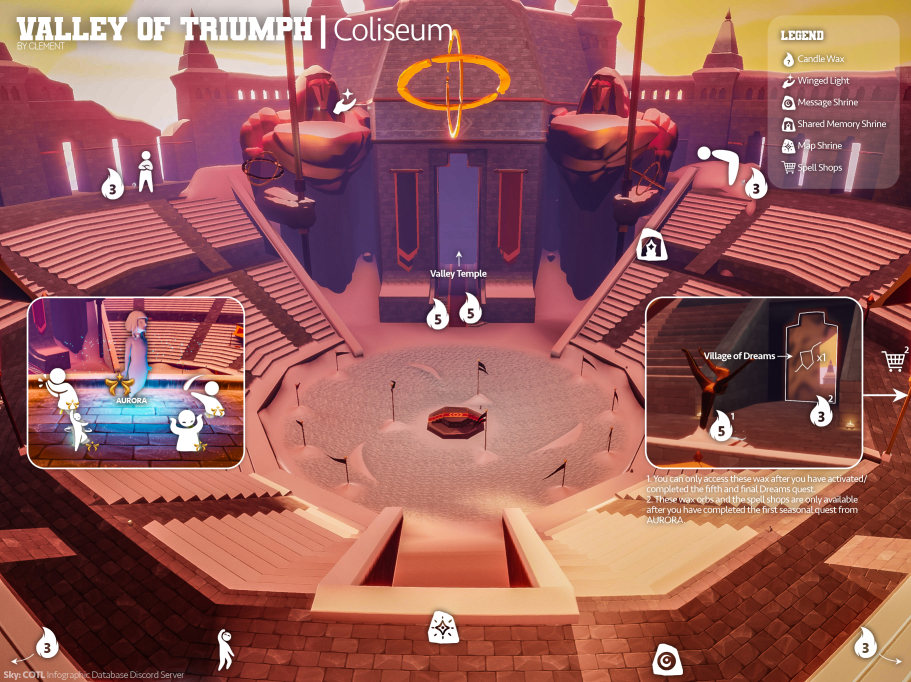 VALLEY OF TRIUMPH | Coliseum
BY CLEMENT
LEGEND
? Candle Wax
Winged Light
Message Shrine
Shared Memory Shrine
Map Shrine
Spell Shops
3
3
Valley Temple
5 5
AURORA
Village of Dreams
x1
2
5 1
3 2
1. You can only access these wax after you have activated/
completed the fifth and final Dreams quest.
2. These wax orbs and the spell shops are only available
after you have completed the first seasonal quest from
AURORA.
3
3
Sky: COTL Infographic Database Discord Server